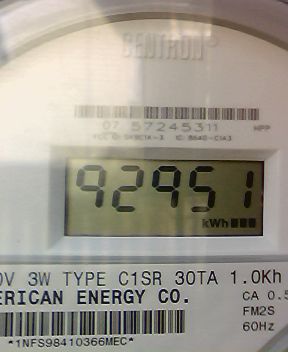 CENTRON®
07 57245311 MPP
92951
kWh
0V 3W TYPE C1SR 30TA 1.0Kh
ERICAN ENERGY CO. CA 0.5
FM2S
60Hz
*1NFS98410366MEC*